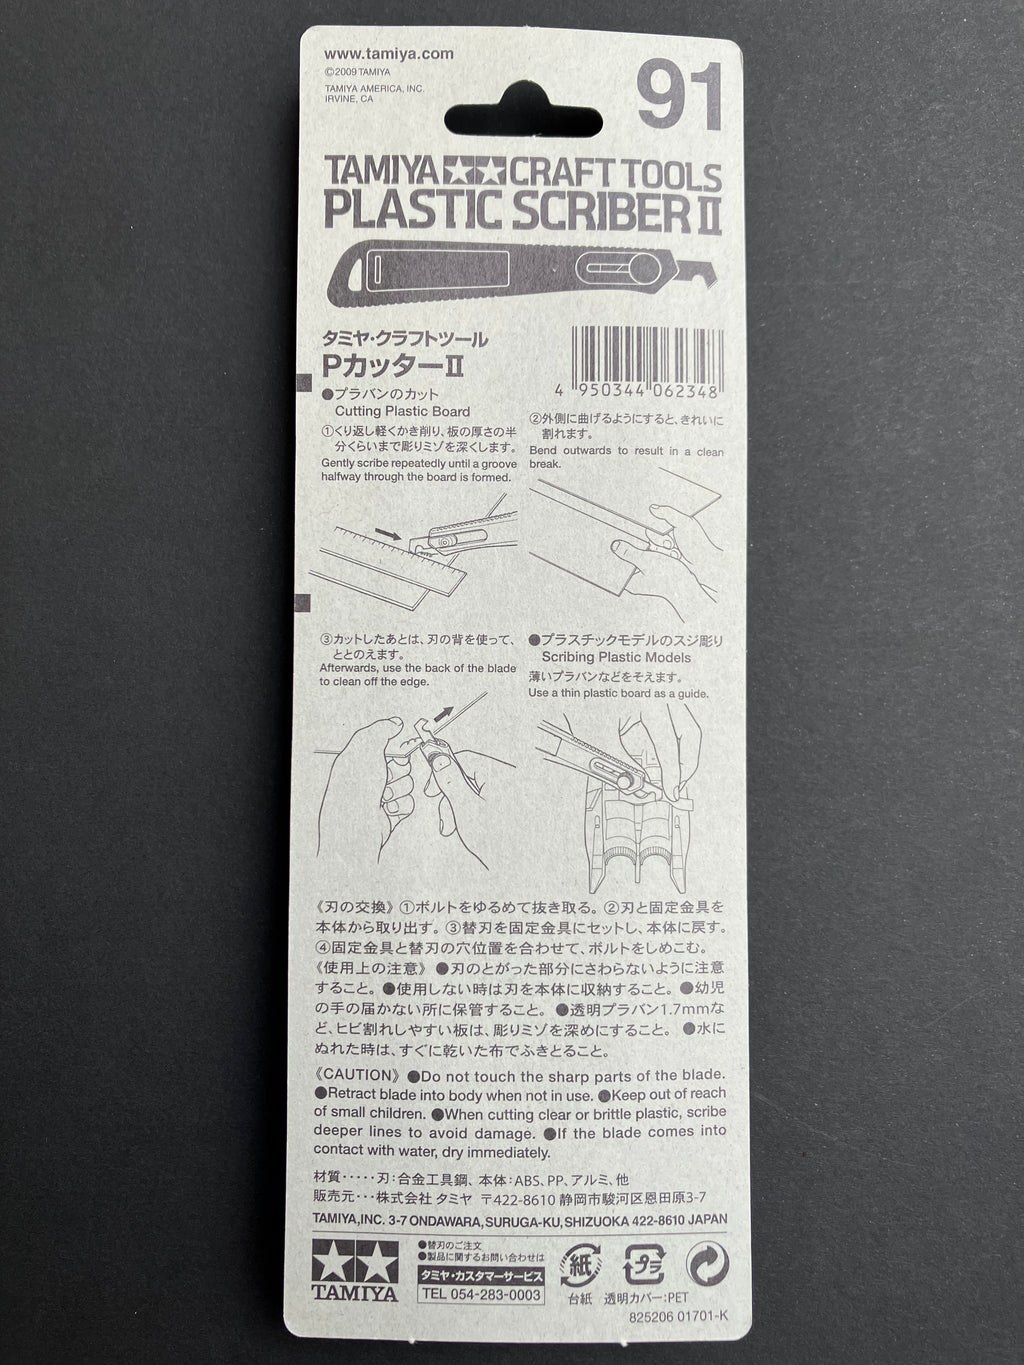 www.tamiya.com
©2009 TAMIYA
TAMIYA AMERICA, INC.
IRVINE, CA
91
TAMIYA CRAFT TOOLS
PLASTIC SCRIBER II
タミヤ・クラフトツール
PカッターII
4 950344 062348
●プラバンのカット
Cutting Plastic Board
①くり返し軽くかき削り、板の厚さの半
分くらいまで彫りミゾを深くします。
Gently scribe repeatedly until a groove
halfway through the board is formed.
②外側に曲げるようにすると、きれいに
割れます。
Bend outwards to result in a clean
break.
③カットしたあとは、刃の背を使って、
ととのえます。
Afterwards, use the back of the blade
to clean off the edge.
●プラスチックモデルのスジ彫り
Scribing Plastic Models
薄いプラバンなどをそえます。
Use a thin plastic board as a guide.
《刃の交換》①ボルトをゆるめて抜き取る。②刃と固定金具を
本体から取り出す。③替刃を固定金具にセットし、本体に戻す。
④固定金具と替刃の穴位置を合わせて、ボルトをしめこむ。
《使用上の注意》●刃のとがった部分にさわらないように注意
すること。●使用しない時は刃を本体に収納すること。●幼児
の手の届かない所に保管すること。●透明プラバン1.7mmな
ど、ヒビ割れしやすい板は、彫りミゾを深めにすること。●水に
ぬれた時は、すぐに乾いた布でふきとること。
《CAUTION》●Do not touch the sharp parts of the blade.
●Retract blade into body when not in use. ●Keep out of reach
of small children. ●When cutting clear or brittle plastic, scribe
deeper lines to avoid damage. ●If the blade comes into
contact with water, dry immediately.
材質・・・・・刃：合金工具鋼、本体：ABS、PP、アルミ、他
販売元・・・株式会社 タミヤ 〒422-8610 静岡市駿河区恩田原3-7
TAMIYA,INC. 3-7 ONDAWARA,SURUGA-KU,SHIZUOKA 422-8610 JAPAN
TAMIYA
●替刃のご注文
●製品に関するお問い合わせは
タミヤ・カスタマーサービス
TEL 054-283-0003
紙
台紙
プラ
透明カバー：PET
825206 01701-K